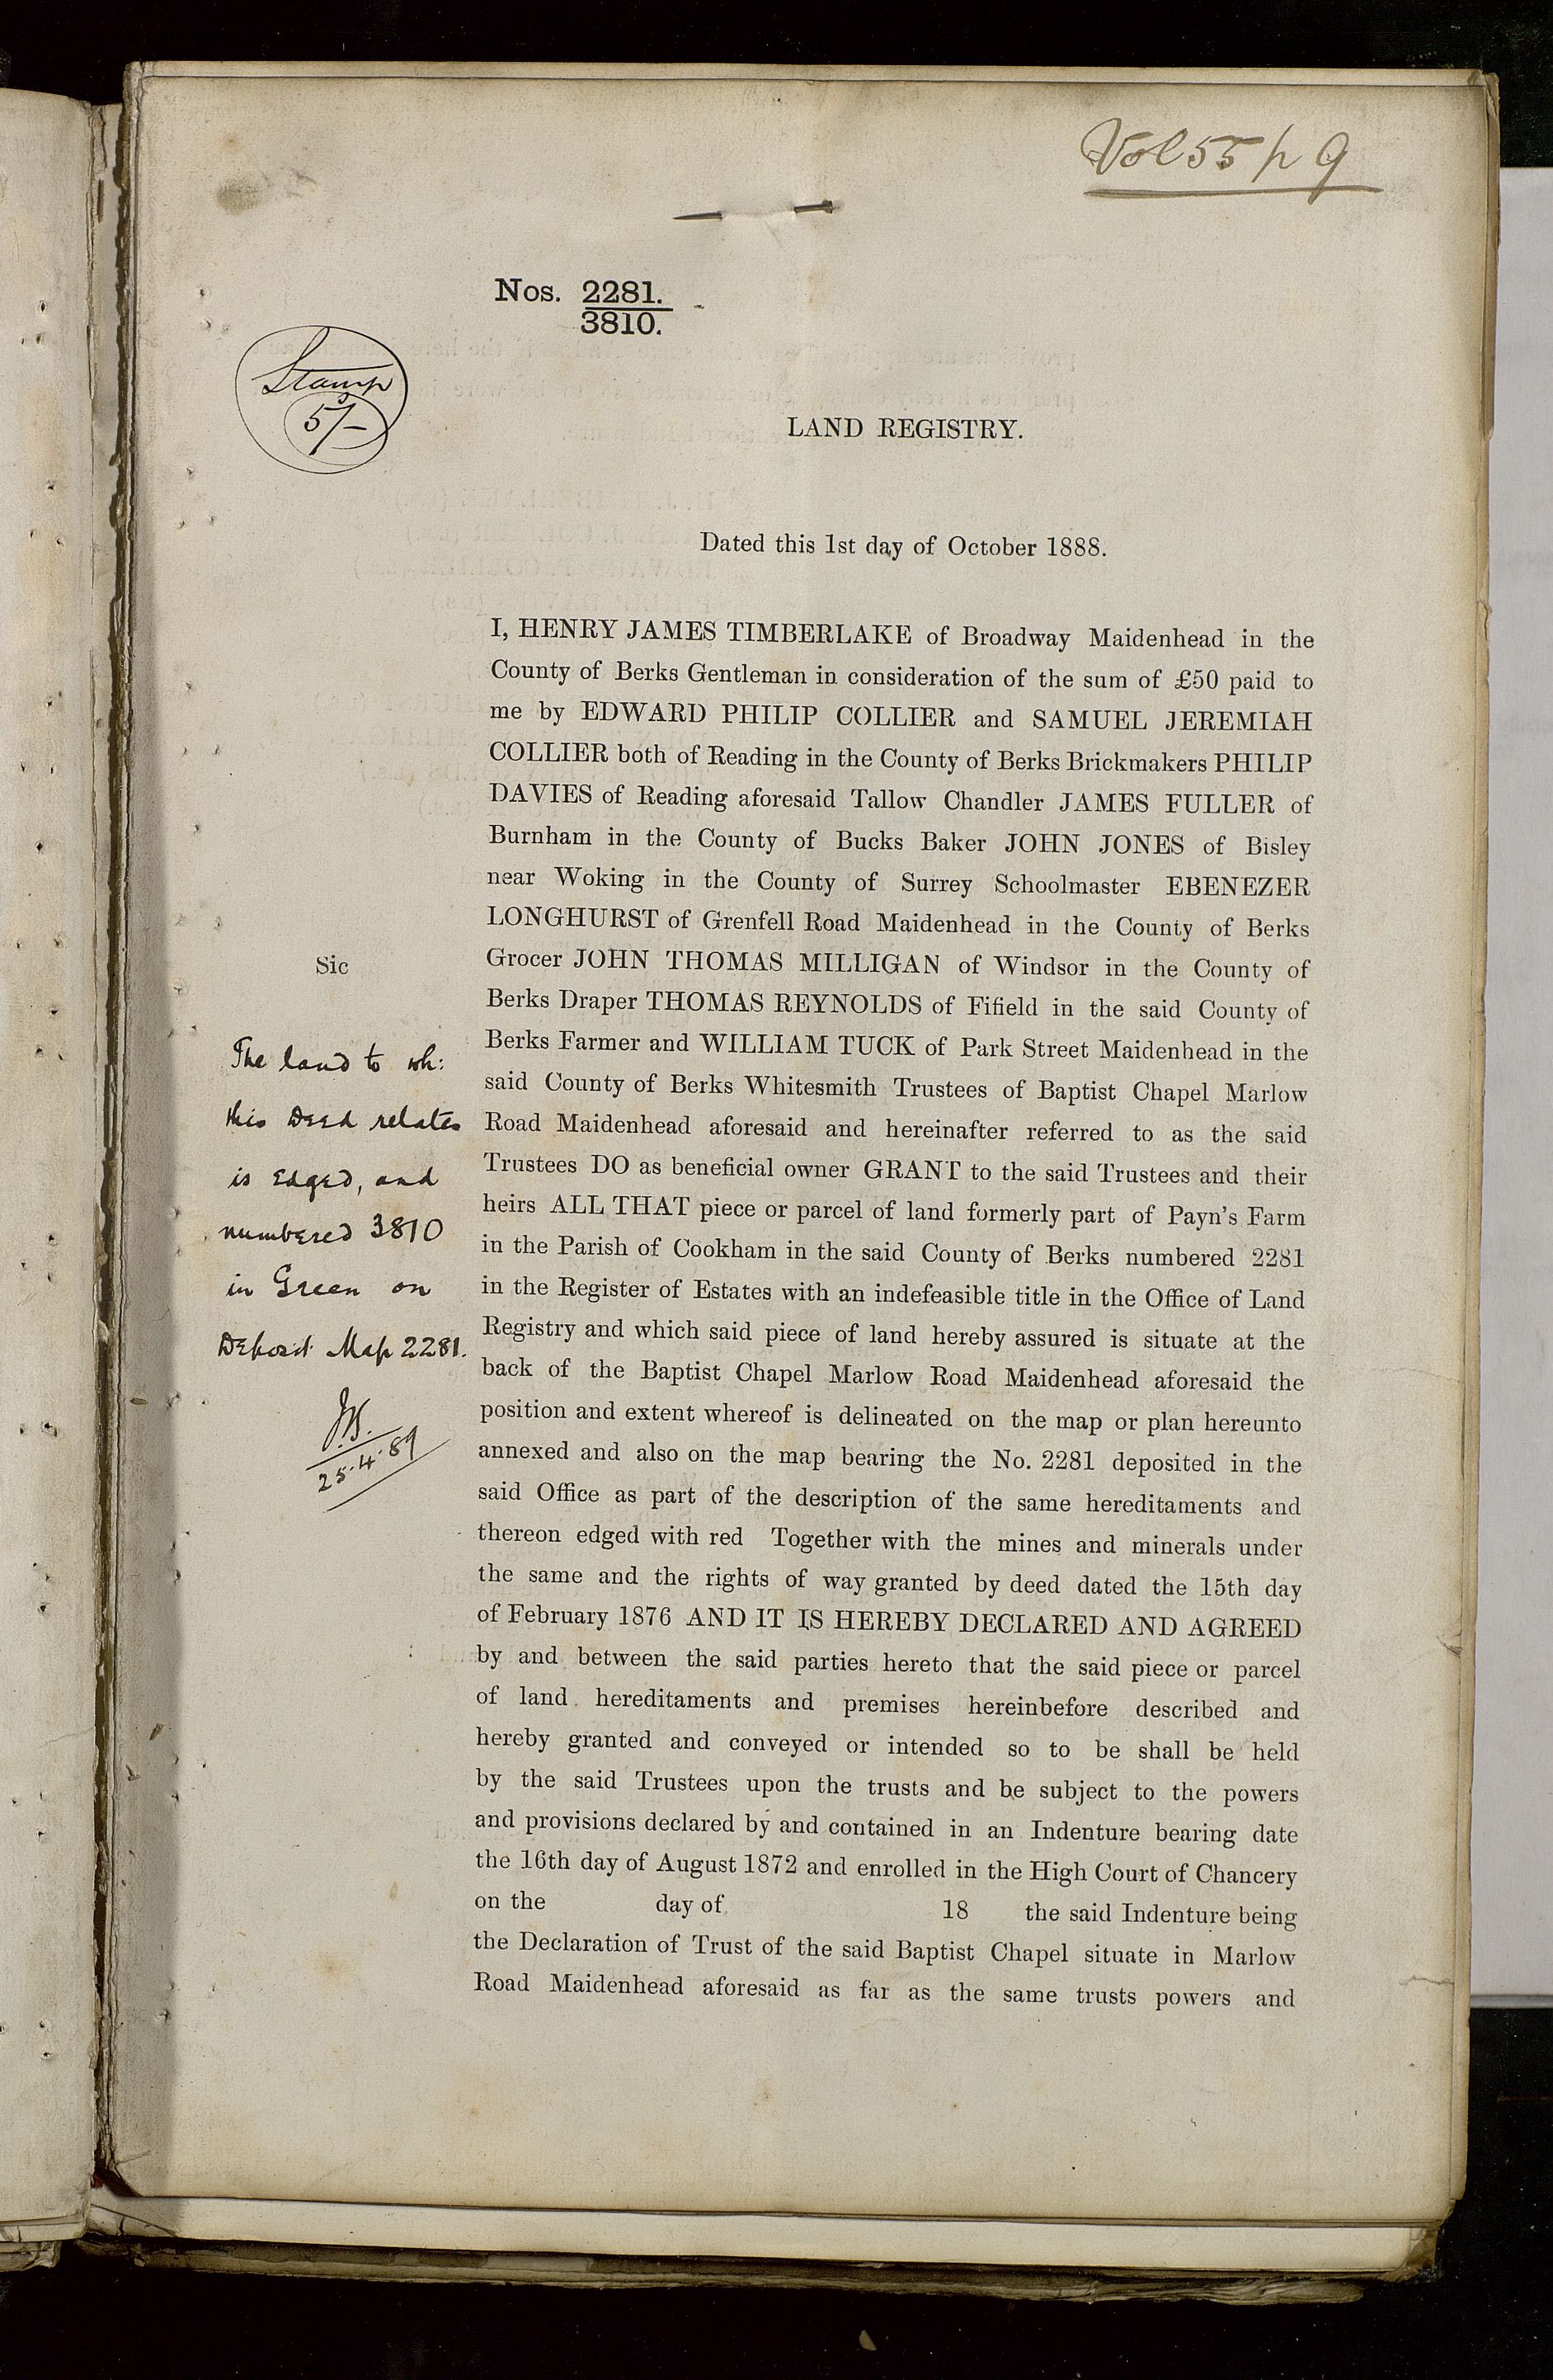 Vol 55 p 9
Nos. 2281.
3810.
Stamp
5/-
LAND REGISTRY.
Dated this 1st day of October 1888.
I, HENRY JAMES TIMBERLAKE of Broadway Maidenhead in the
County of Berks Gentleman in consideration of the sum of £50 paid to
me by EDWARD PHILIP COLLIER and SAMUEL JEREMIAH
COLLIER both of Reading in the County of Berks Brickmakers PHILIP
DAVIES of Reading aforesaid Tallow Chandler JAMES FULLER of
Burnham in the County of Bucks Baker JOHN JONES of Bisley
near Woking in the County of Surrey Schoolmaster EBENEZER
LONGHURST of Grenfell Road Maidenhead in the County of Berks
Grocer JOHN THOMAS MILLIGAN of Windsor in the County of
Berks Draper THOMAS REYNOLDS of Fifield in the said County of
Berks Farmer and WILLIAM TUCK of Park Street Maidenhead in the
said County of Berks Whitesmith Trustees of Baptist Chapel Marlow
Road Maidenhead aforesaid and hereinafter referred to as the said
Trustees DO as beneficial owner GRANT to the said Trustees and their
heirs ALL THAT piece or parcel of land formerly part of Payn's Farm
in the Parish of Cookham in the said County of Berks numbered 2281
in the Register of Estates with an indefeasible title in the Office of Land
Registry and which said piece of land hereby assured is situate at the
back of the Baptist Chapel Marlow Road Maidenhead aforesaid the
position and extent whereof is delineated on the map or plan hereunto
annexed and also on the map bearing the No. 2281 deposited in the
said Office as part of the description of the same hereditaments and
thereon edged with red Together with the mines and minerals under
the same and the rights of way granted by deed dated the 15th day
of February 1876 AND IT IS HEREBY DECLARED AND AGREED
by and between the said parties hereto that the said piece or parcel
of land hereditaments and premises hereinbefore described and
hereby granted and conveyed or intended so to be shall be held
by the said Trustees upon the trusts and be subject to the powers
and provisions declared by and contained in an Indenture bearing date
the 16th day of August 1872 and enrolled in the High Court of Chancery
on the day of 18 the said Indenture being
the Declaration of Trust of the said Baptist Chapel situate in Marlow
Road Maidenhead aforesaid as far as the same trusts powers and
Sic
The land to wh:
this Deed relates
is Edged, and
numbered 3810
in Green on
Deposit Map 2281.
25.4.89